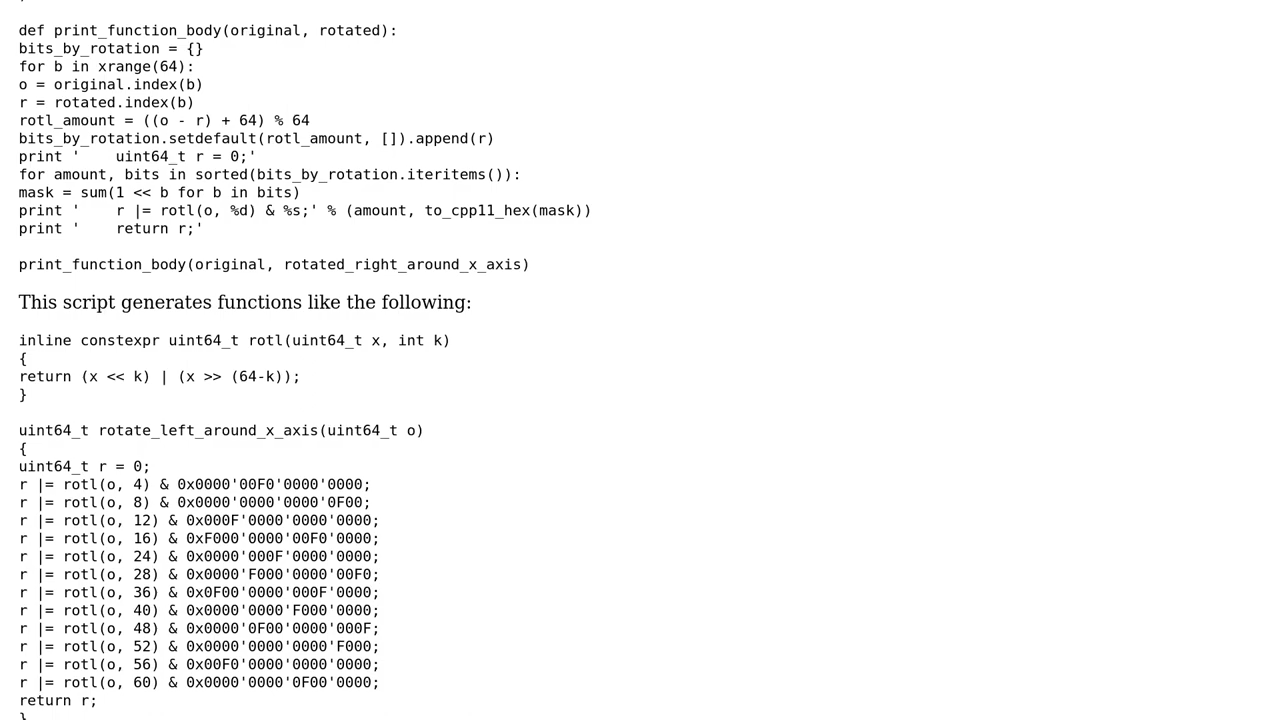 def print_function_body(original, rotated):
bits_by_rotation = {}
for b in xrange(64):
o = original.index(b)
r = rotated.index(b)
rotl_amount = ((o - r) + 64) % 64
bits_by_rotation.setdefault(rotl_amount, []).append(r)
print '    uint64_t r = 0;'
for amount, bits in sorted(bits_by_rotation.iteritems()):
mask = sum(1 << b for b in bits)
print '    r |= rotl(o, %d) & %s;' % (amount, to_cpp11_hex(mask))
print '    return r;'

print_function_body(original, rotated_right_around_x_axis)

This script generates functions like the following:

inline constexpr uint64_t rotl(uint64_t x, int k)
{
return (x << k) | (x >> (64-k));
}

uint64_t rotate_left_around_x_axis(uint64_t o)
{
uint64_t r = 0;
r |= rotl(o, 4) & 0x0000'00F0'0000'0000;
r |= rotl(o, 8) & 0x0000'0000'0000'0F00;
r |= rotl(o, 12) & 0x000F'0000'0000'0000;
r |= rotl(o, 16) & 0xF000'0000'00F0'0000;
r |= rotl(o, 24) & 0x0000'000F'0000'0000;
r |= rotl(o, 28) & 0x0000'F000'0000'00F0;
r |= rotl(o, 36) & 0x0F00'0000'000F'0000;
r |= rotl(o, 40) & 0x0000'0000'F000'0000;
r |= rotl(o, 48) & 0x0000'0F00'0000'000F;
r |= rotl(o, 52) & 0x0000'0000'0000'F000;
r |= rotl(o, 56) & 0x00F0'0000'0000'0000;
r |= rotl(o, 60) & 0x0000'0000'0F00'0000;
return r;
}